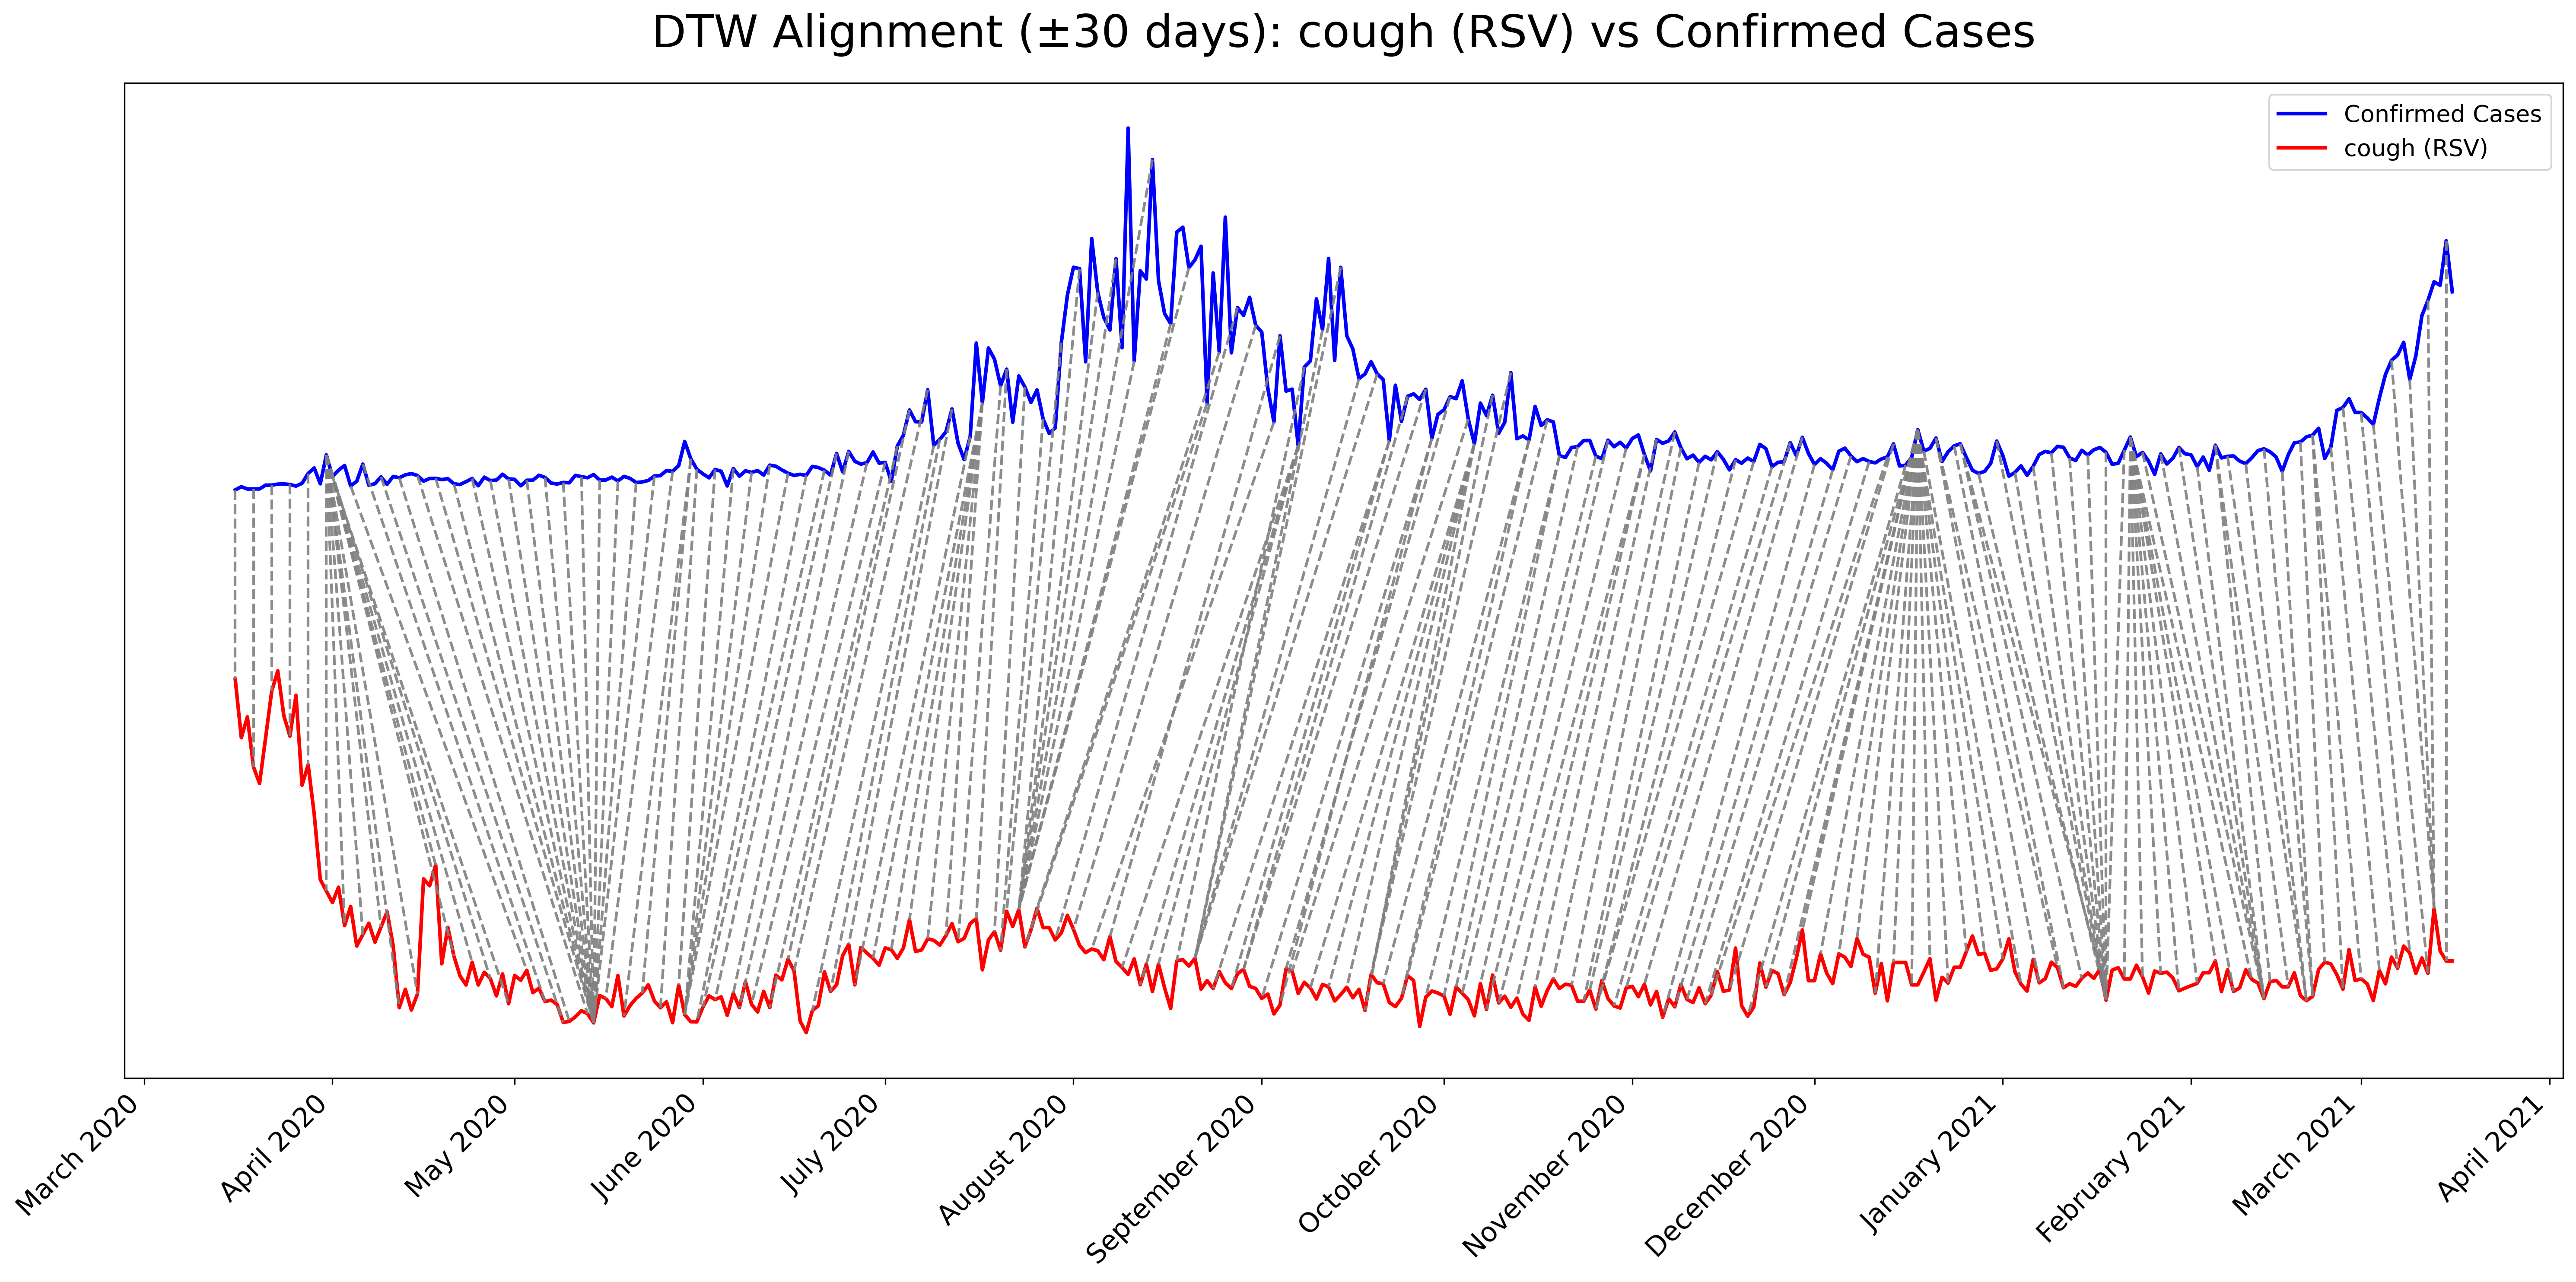 DTW Alignment (±30 days): cough (RSV) vs Confirmed Cases
Confirmed Cases
cough (RSV)
March 2020
April 2020
May 2020
June 2020
July 2020
August 2020
September 2020
October 2020
November 2020
December 2020
January 2021
February 2021
March 2021
April 2021